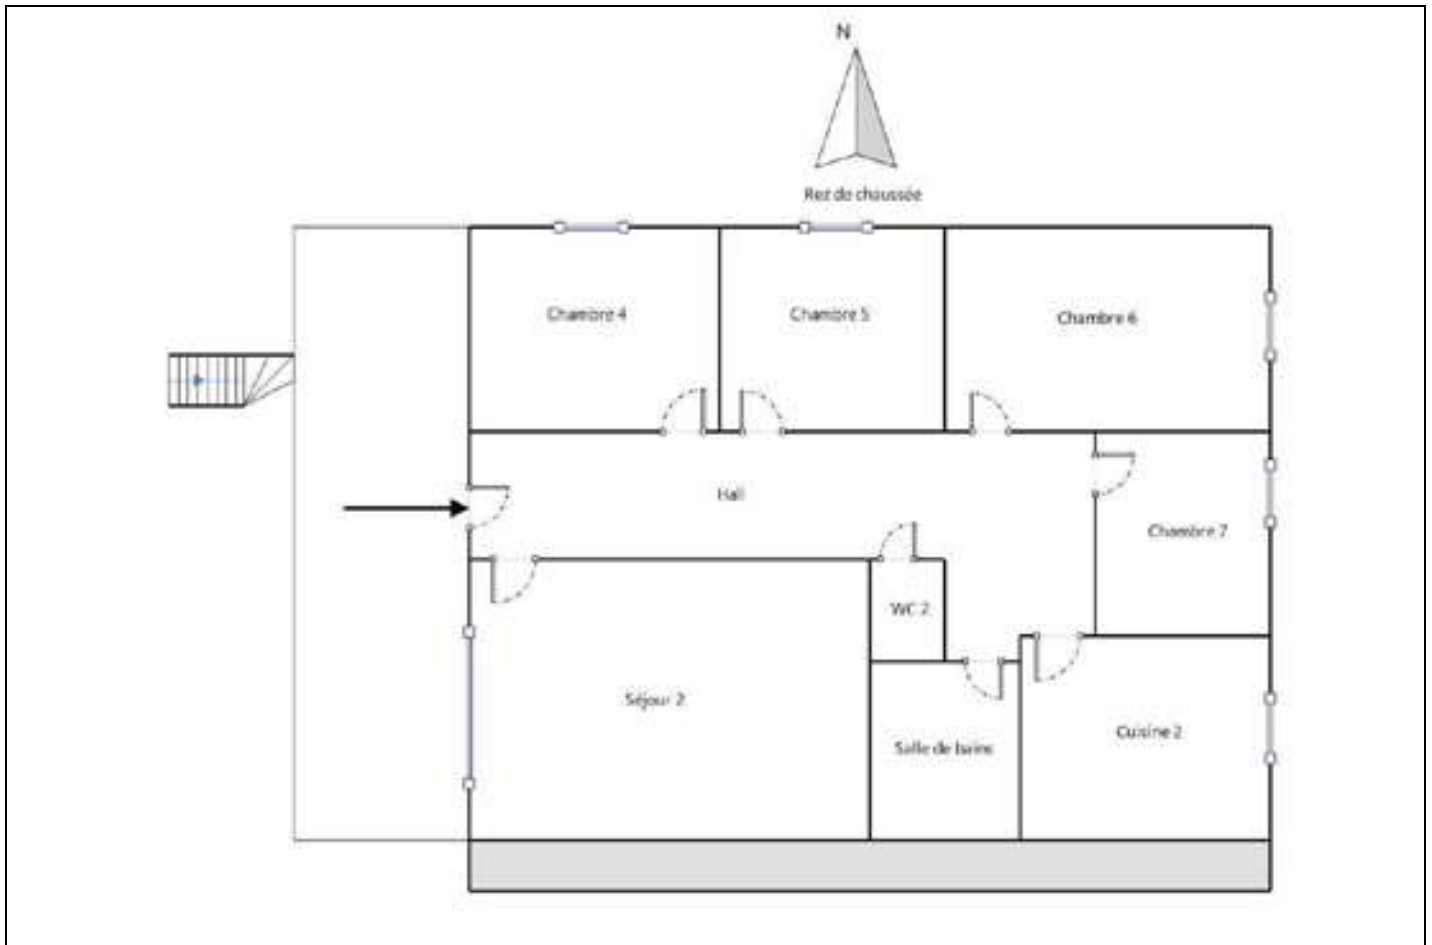 N
Rez de chaussée
Chambre 4
Chambre 5
Chambre 6
Hall
Chambre 7
WC 2
Séjour 2
Cuisine 2
Salle de bains